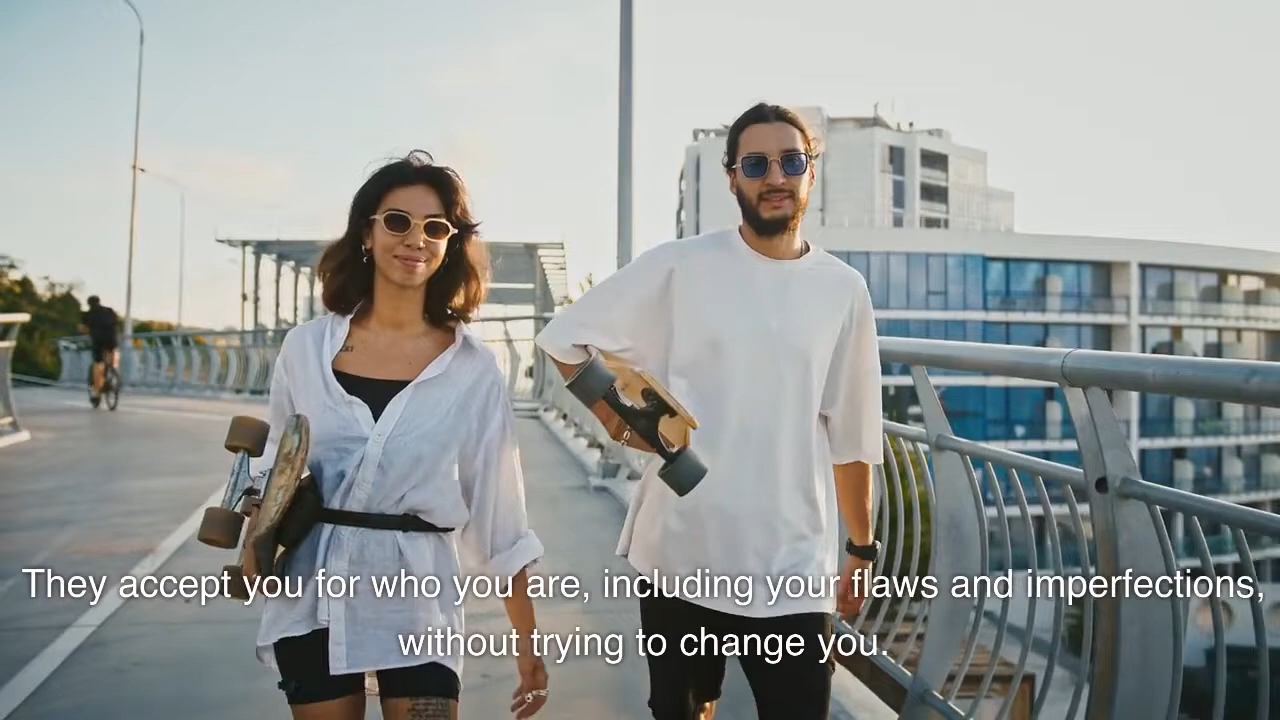 They accept you for who you are, including your flaws and imperfections,
without trying to change you.